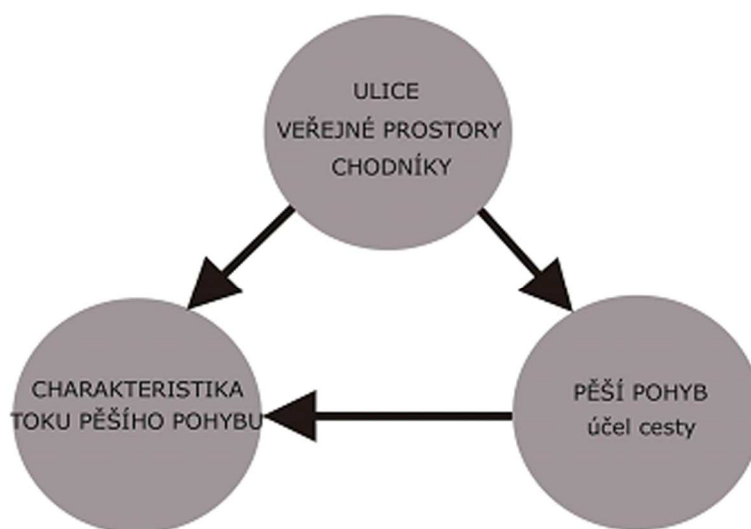 ULICE
VEŘEJNÉ PROSTORY
CHODNÍKY
CHARAKTERISTIKA
TOKU PĚŠÍHO POHYBU
PĚŠÍ POHYB
účel cesty